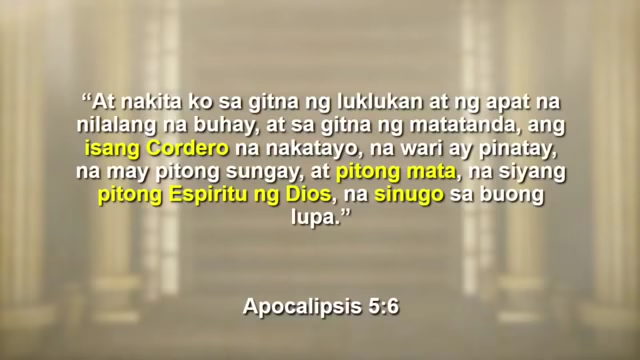 “At nakita ko sa gitna ng luklukan at ng apat na
nilalang na buhay, at sa gitna ng matatanda, ang
isang Cordero na nakatayo, na wari ay pinatay,
na may pitong sungay, at pitong mata, na siyang
pitong Espiritu ng Dios, na sinugo sa buong
lupa.”
Apocalipsis 5:6